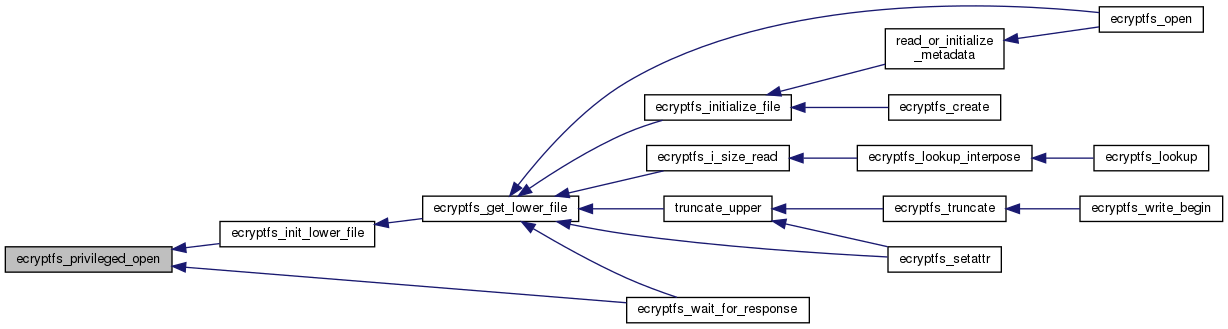 ecryptfs_open
read_or_initialize
_metadata
ecryptfs_initialize_file
ecryptfs_create
ecryptfs_i_size_read
ecryptfs_lookup_interpose
ecryptfs_lookup
ecryptfs_get_lower_file
truncate_upper
ecryptfs_truncate
ecryptfs_write_begin
ecryptfs_init_lower_file
ecryptfs_privileged_open
ecryptfs_setattr
ecryptfs_wait_for_response